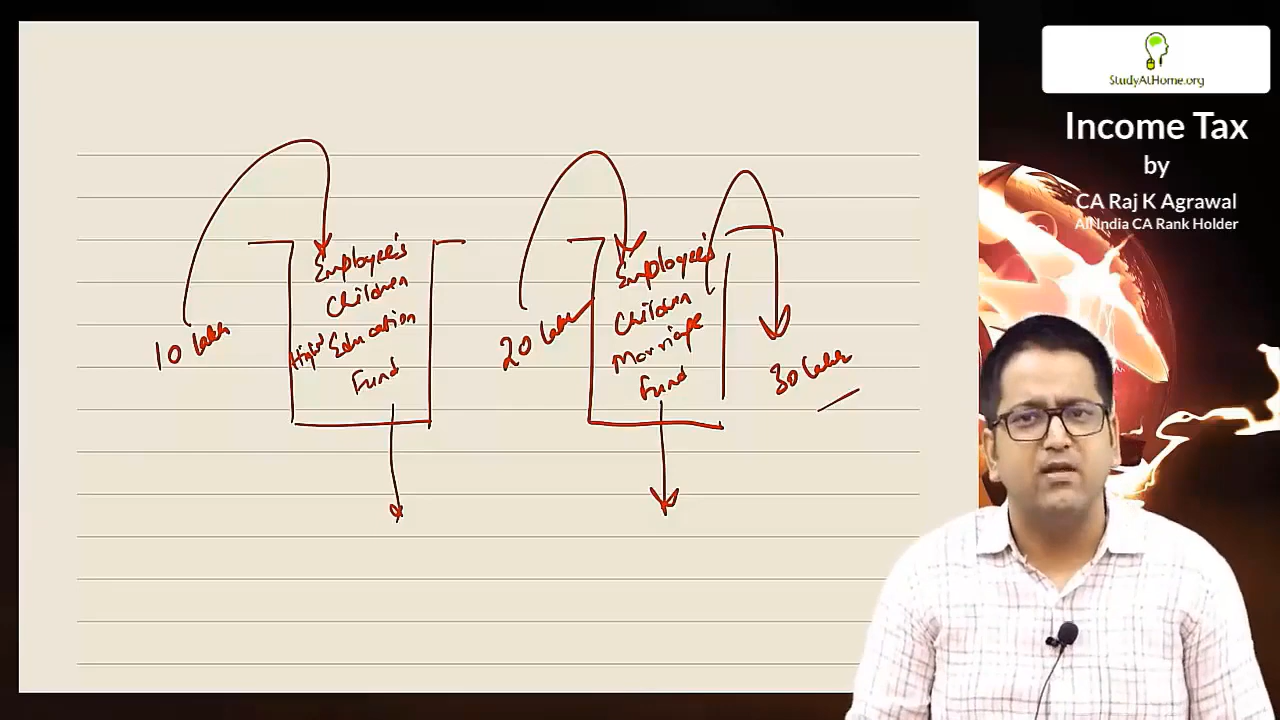 StudyAtHome.org
Income Tax
by
CA Raj K Agrawal
All India CA Rank Holder
10 lakh
Employee's
Children
Higher Education
Fund
20 lakh
Employee's
Children
Marriage
Fund
30 lakh